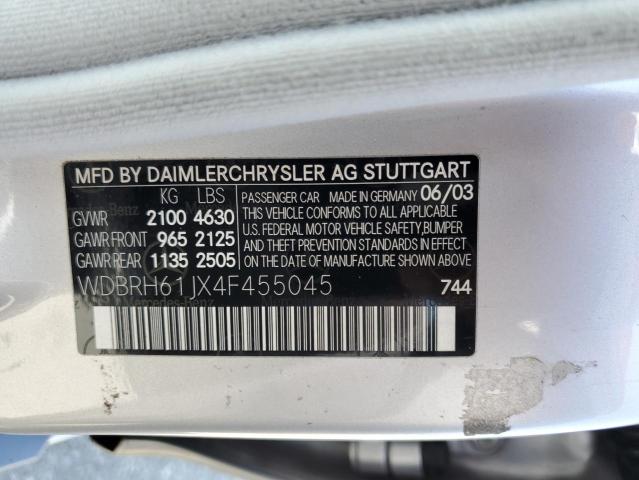 MFD BY DAIMLERCHRYSLER AG STUTTGART
KG LBS
GVWR 2100 4630
GAWR FRONT 965 2125
GAWR REAR 1135 2505
PASSENGER CAR MADE IN GERMANY 06/03
THIS VEHICLE CONFORMS TO ALL APPLICABLE
U.S. FEDERAL MOTOR VEHICLE SAFETY,BUMPER
AND THEFT PREVENTION STANDARDS IN EFFECT
ON THE DATE OF MANUFACTURE SHOWN ABOVE.
WDBRH61JX4F455045 744